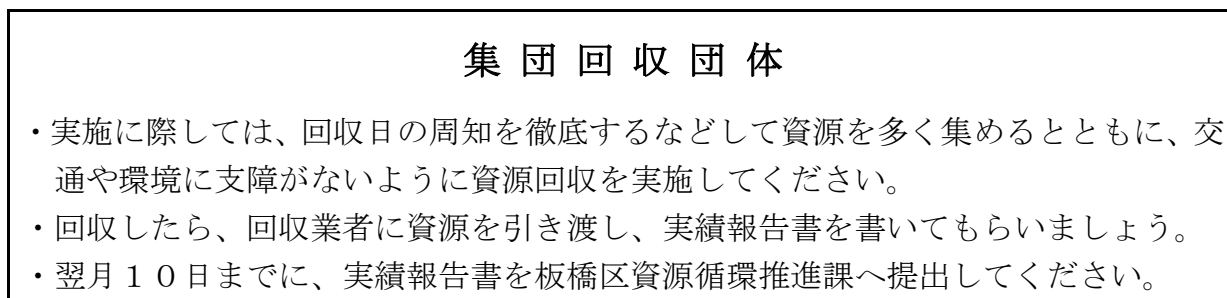 集団回収団体
・実施に際しては、回収日の周知を徹底するなどして資源を多く集めるとともに、交
通や環境に支障がないように資源回収を実施してください。
・回収したら、回収業者に資源を引き渡し、実績報告書を書いてもらいましょう。
・翌月１０日までに、実績報告書を板橋区資源循環推進課へ提出してください。